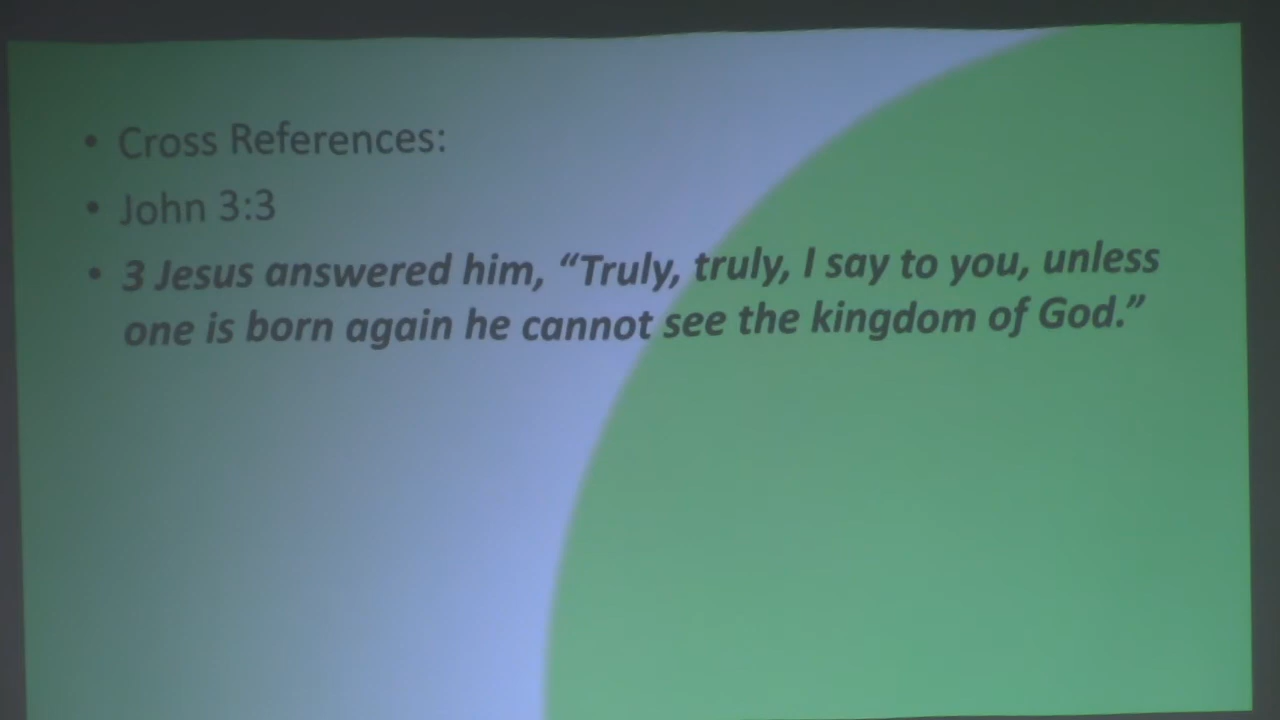 • Cross References:
• John 3:3
• 3 Jesus answered him, “Truly, truly, I say to you, unless
one is born again he cannot see the kingdom of God.”